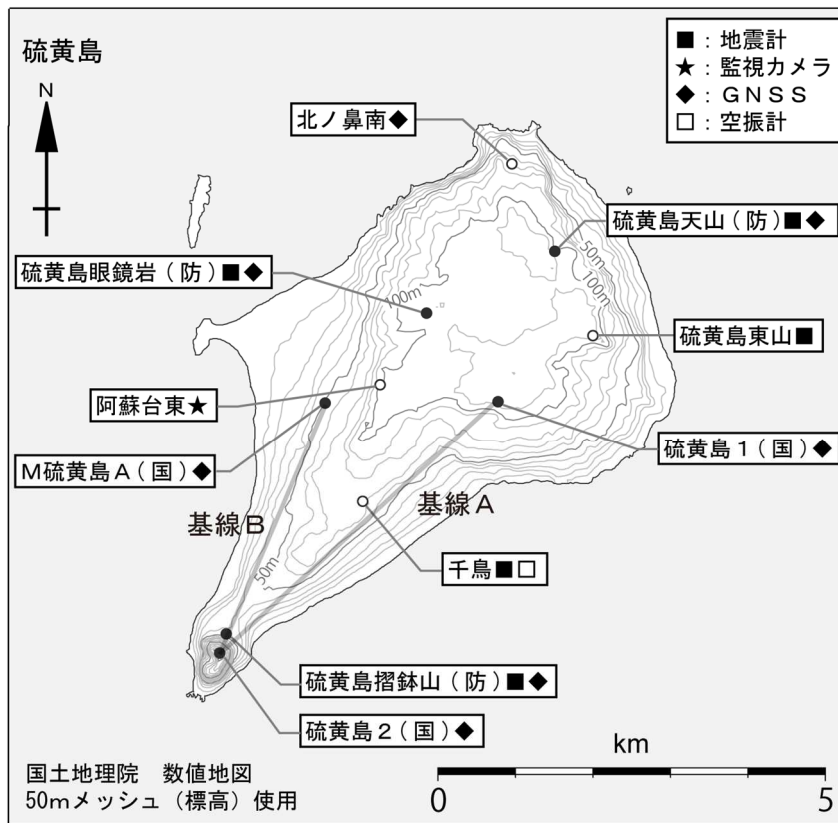 硫黄島
N
■：地震計
★：監視カメラ
◆：ＧＮＳＳ
□：空振計
北ノ鼻南◆
硫黄島天山（防）■◆
50m
100m
硫黄島眼鏡岩（防）■◆
100m
硫黄島東山■
阿蘇台東★
硫黄島１（国）◆
M硫黄島A（国）◆
基線A
基線B
50m
千鳥■□
硫黄島摺鉢山（防）■◆
硫黄島２（国）◆
km
0 5
国土地理院　数値地図
50mメッシュ（標高）使用